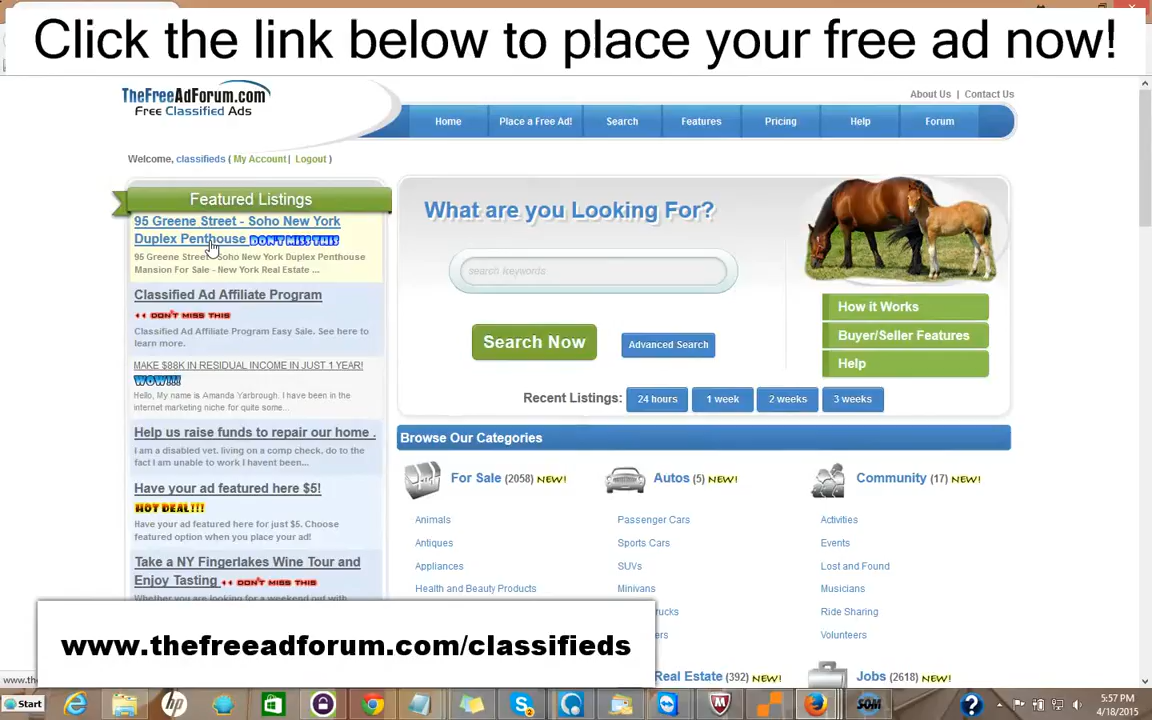 Click the link below to place your free ad now!
TheFreeAdForum.com
Free Classified Ads
About Us | Contact Us
Home Place a Free Ad! Search Features Pricing Help Forum
Welcome, classifieds ( My Account | Logout )
Featured Listings
95 Greene Street - Soho New York
Duplex Penthouse DON'T MISS THIS
95 Greene Street - Soho New York Duplex Penthouse
Mansion For Sale - New York Real Estate ...
Classified Ad Affiliate Program
DON'T MISS THIS
Classified Ad Affiliate Program Easy Sale. See here to
learn more.
MAKE $88K IN RESIDUAL INCOME IN JUST 1 YEAR!
WOW!!!
Hello, My name is Amanda Yarbrough. I have been in the
internet marketing niche for quite some...
Help us raise funds to repair our home .
I am a disabled vet. living on a comp check. do to the
fact I am unable to work I havent been...
Have your ad featured here $5!
HOT DEAL!!!
Have your ad featured here for just $5. Choose
featured option when you place your ad!
Take a NY Fingerlakes Wine Tour and
Enjoy Tasting DON'T MISS THIS
Whether you are looking for a weekend out with
What are you Looking For?
search keywords
Search Now Advanced Search
How it Works
Buyer/Seller Features
Help
Recent Listings: 24 hours 1 week 2 weeks 3 weeks
Browse Our Categories
For Sale (2058) NEW!
Animals
Antiques
Appliances
Health and Beauty Products
Autos (5) NEW!
Passenger Cars
Sports Cars
SUVs
Minivans
Community (17) NEW!
Activities
Events
Lost and Found
Musicians
Ride Sharing
Volunteers
Real Estate (392) NEW!
Jobs (2618) NEW!
www.thefreeadforum.com/classifieds
Start
5:57 PM
4/18/2015